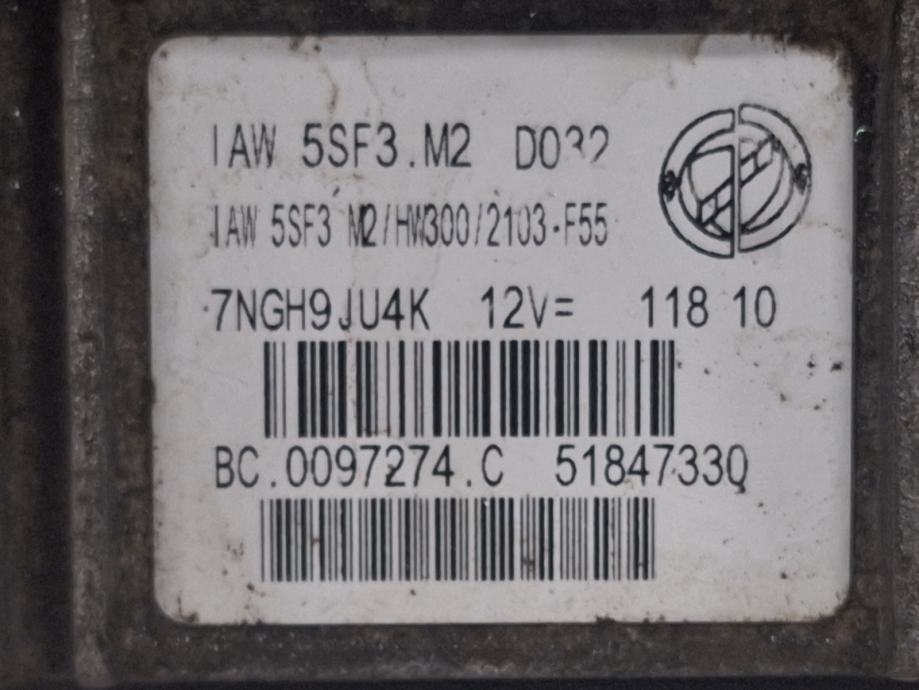 IAW 5SF3.M2 D032
IAW 5SF3 M2/HW300/2103-F55
7NGH9JU4K 12V= 118 10
BC.0097274.C 51847330